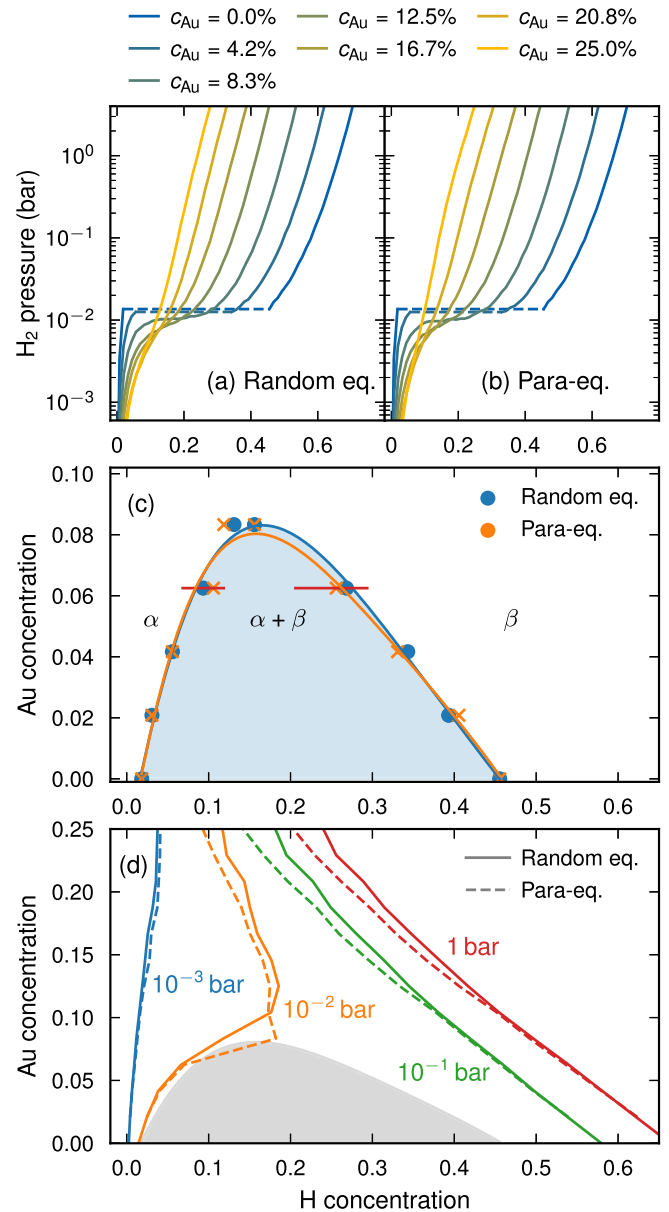 c_Au = 0.0% c_Au = 12.5% c_Au = 20.8%
c_Au = 4.2% c_Au = 16.7% c_Au = 25.0%
c_Au = 8.3%
H₂ pressure (bar)
10⁰
10⁻¹
10⁻²
10⁻³
(a) Random eq.
(b) Para-eq.
0 0.2 0.4 0.6 0 0.2 0.4 0.6
Au concentration
0.10
0.08
0.06
0.04
0.02
0.00
(c)
Random eq.
Para-eq.
α α + β β
0.0 0.1 0.2 0.3 0.4 0.5 0.6
Au concentration
0.25
0.20
0.15
0.10
0.05
0.00
(d)
Random eq.
Para-eq.
1 bar
10⁻³ bar
10⁻² bar
10⁻¹ bar
0.0 0.1 0.2 0.3 0.4 0.5 0.6
H concentration